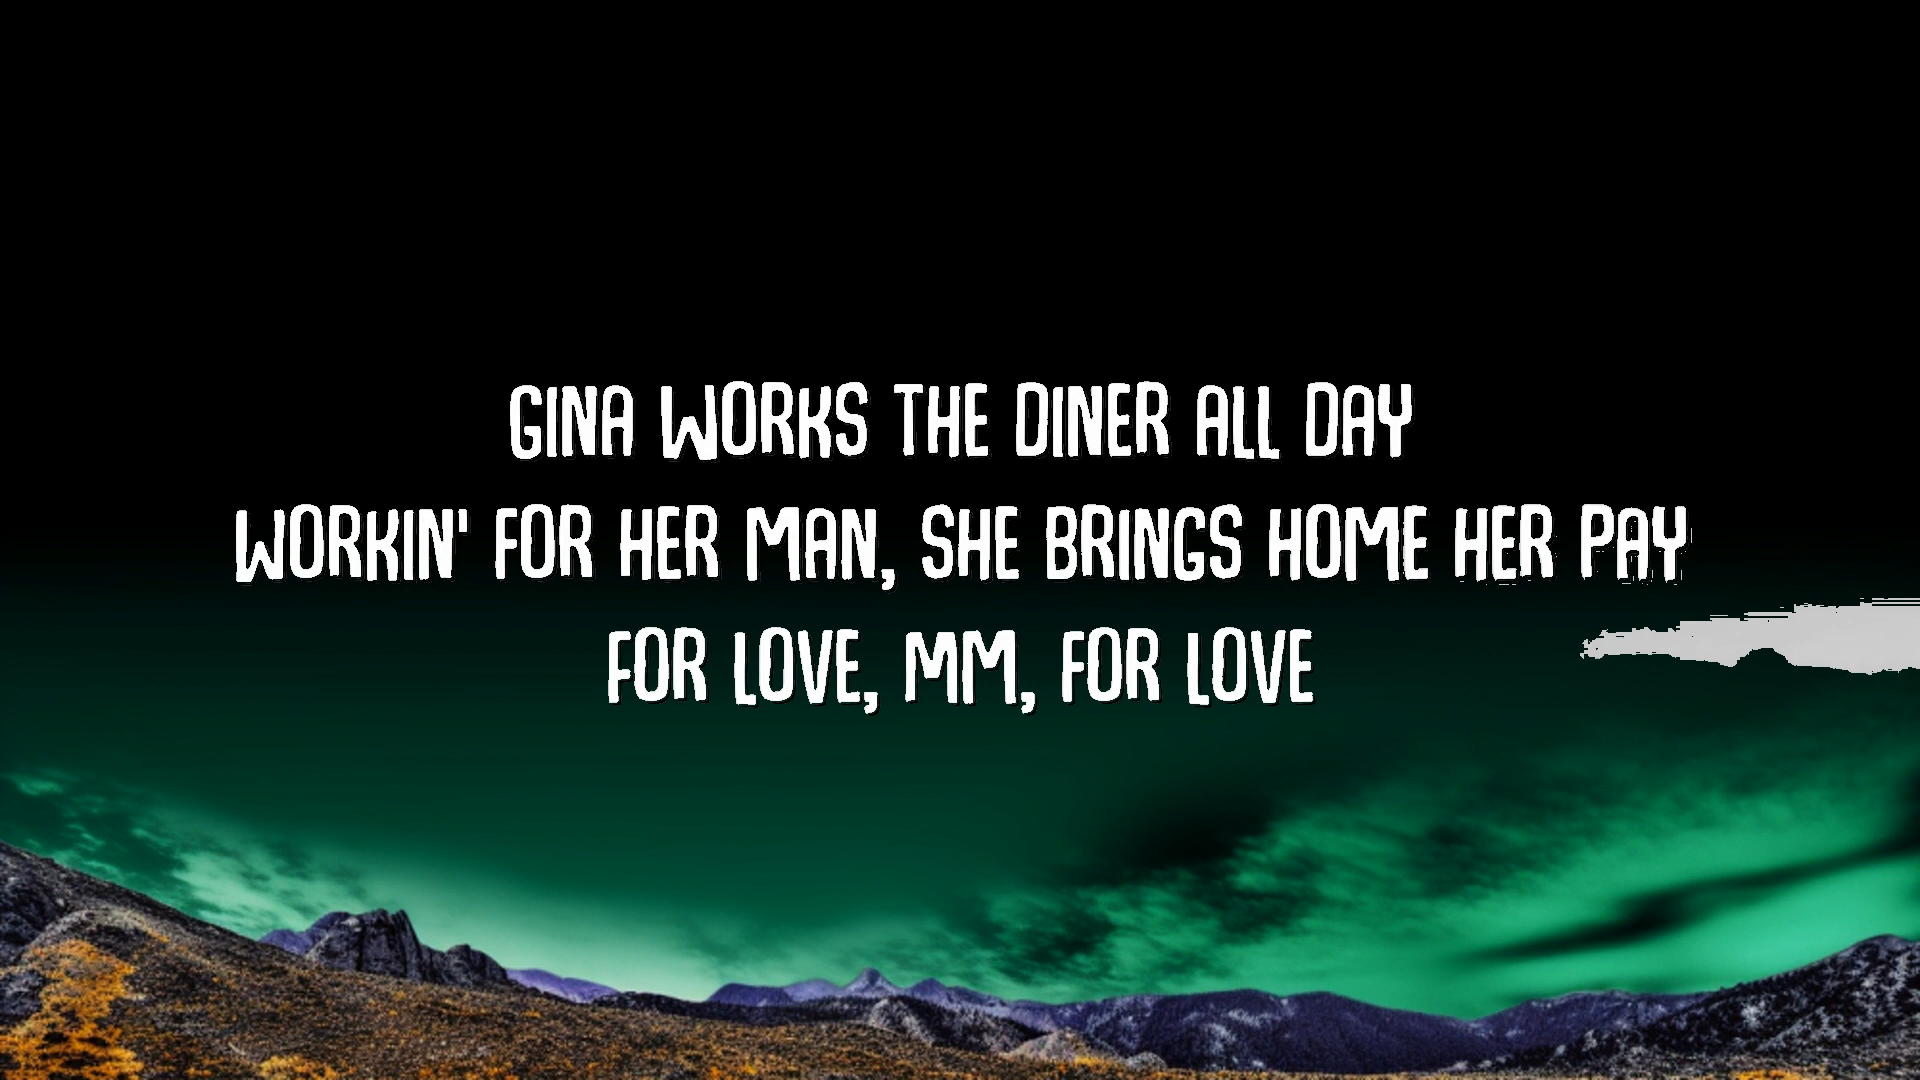 GINA WORKS THE DINER ALL DAY
WORKIN' FOR HER MAN, SHE BRINGS HOME HER PAY
FOR LOVE, MM, FOR LOVE